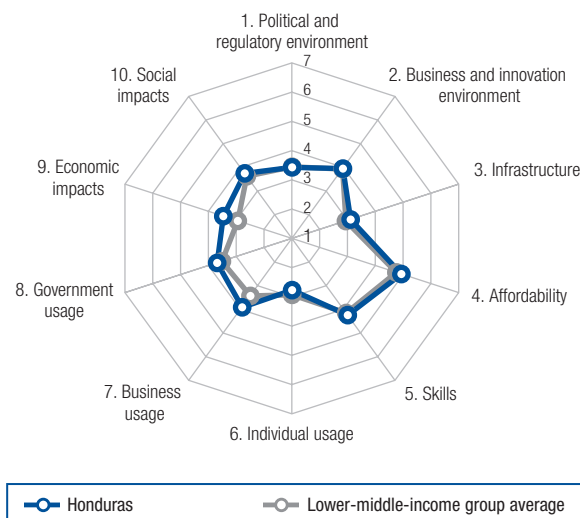 1. Political and
regulatory environment
2. Business and innovation
environment
3. Infrastructure
4. Affordability
5. Skills
6. Individual usage
7. Business
usage
8. Government
usage
9. Economic
impacts
10. Social
impacts
7
6
5
4
3
2
1
Honduras
Lower-middle-income group average